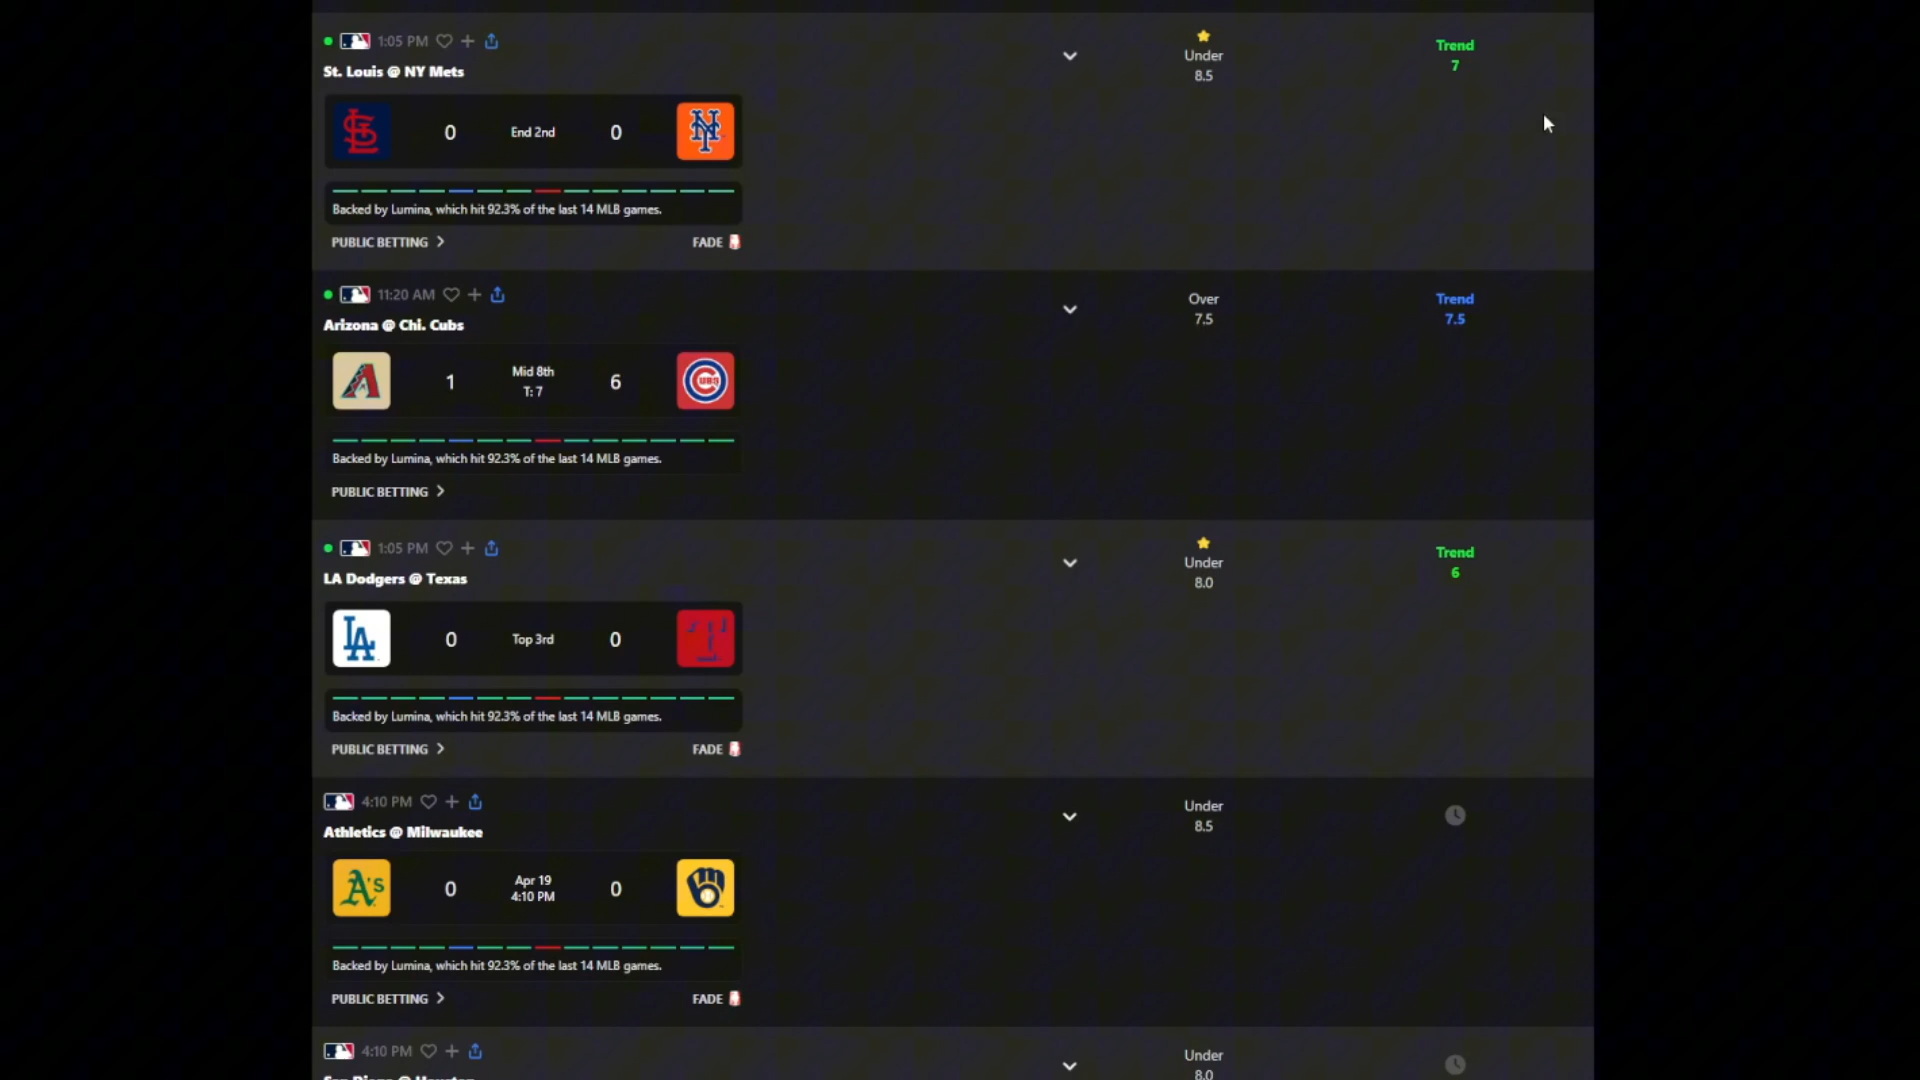 1:05 PM
St. Louis @ NY Mets
0 End 2nd 0
Backed by Lumina, which hit 92.3% of the last 14 MLB games.
PUBLIC BETTING
FADE
Under
8.5
Trend
7
11:20 AM
Arizona @ Chi. Cubs
1 Mid 8th 6
T: 7
CUBS
Backed by Lumina, which hit 92.3% of the last 14 MLB games.
PUBLIC BETTING
Over
7.5
Trend
7.5
1:05 PM
LA Dodgers @ Texas
LA 0 Top 3rd 0 T
Backed by Lumina, which hit 92.3% of the last 14 MLB games.
PUBLIC BETTING
FADE
Under
8.0
Trend
6
4:10 PM
Athletics @ Milwaukee
A's 0 Apr 19 0
4:10 PM
Backed by Lumina, which hit 92.3% of the last 14 MLB games.
PUBLIC BETTING
FADE
Under
8.5
4:10 PM
San Diego @ Houston
Under
8.0